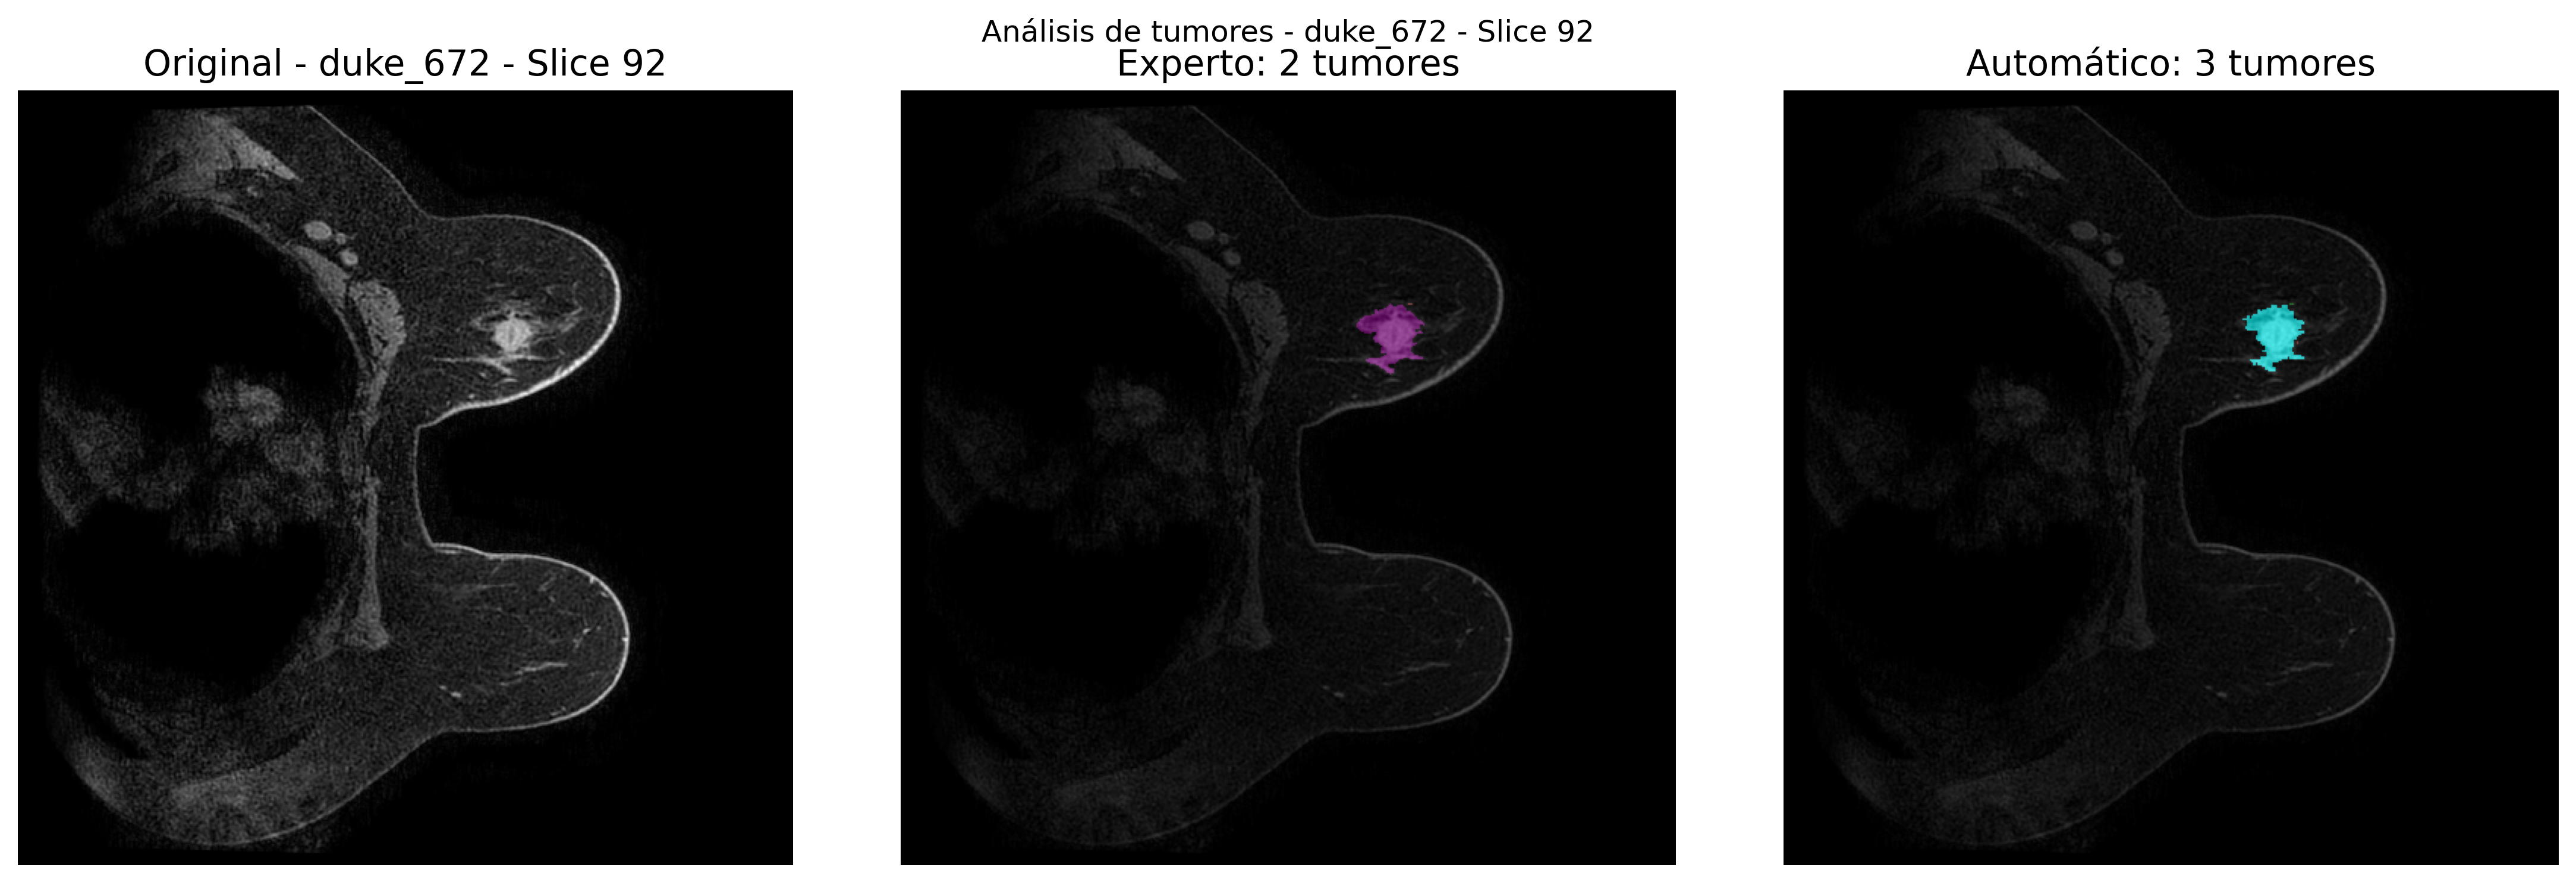 Análisis de tumores - duke_672 - Slice 92
Original - duke_672 - Slice 92
Experto: 2 tumores
Automático: 3 tumores